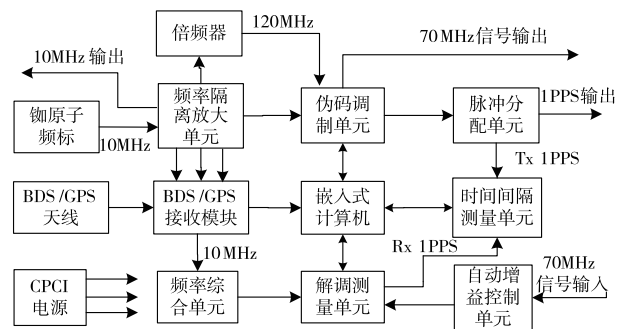 倍频器
120MHz
70MHz信号输出
10MHz 输出
铷原子
频标
10MHz
频率隔
离放大
单元
伪码调
制单元
脉冲分
配单元
1PPS输出
Tx 1PPS
BDS/GPS
天线
BDS/GPS
接收模块
嵌入式
计算机
时间间隔
测量单元
10MHz
Rx 1PPS
CPCI
电源
频率综
合单元
解调测
量单元
自动增
益控制
单元
70MHz
信号输入